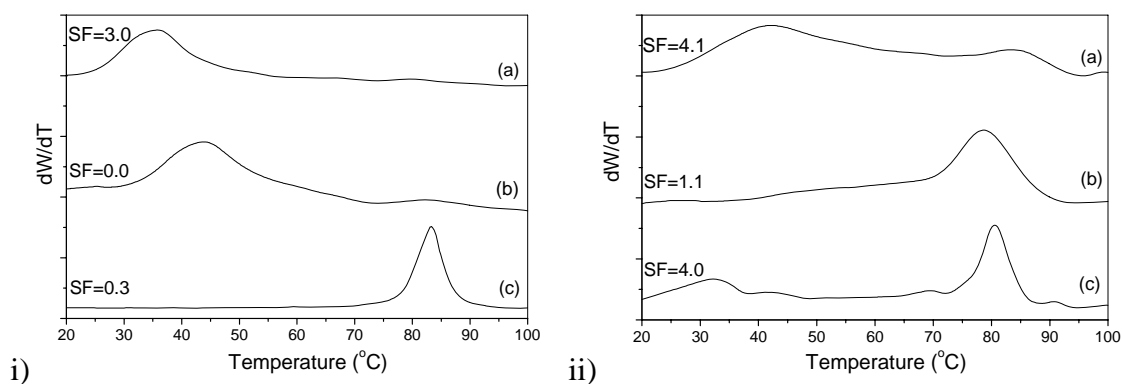 SF=3.0
(a)
SF=0.0
(b)
SF=0.3
(c)
dW/dT
20 30 40 50 60 70 80 90 100
Temperature (°C)
i)
SF=4.1
(a)
SF=1.1
(b)
SF=4.0
(c)
dW/dT
20 30 40 50 60 70 80 90 100
Temperature (°C)
ii)